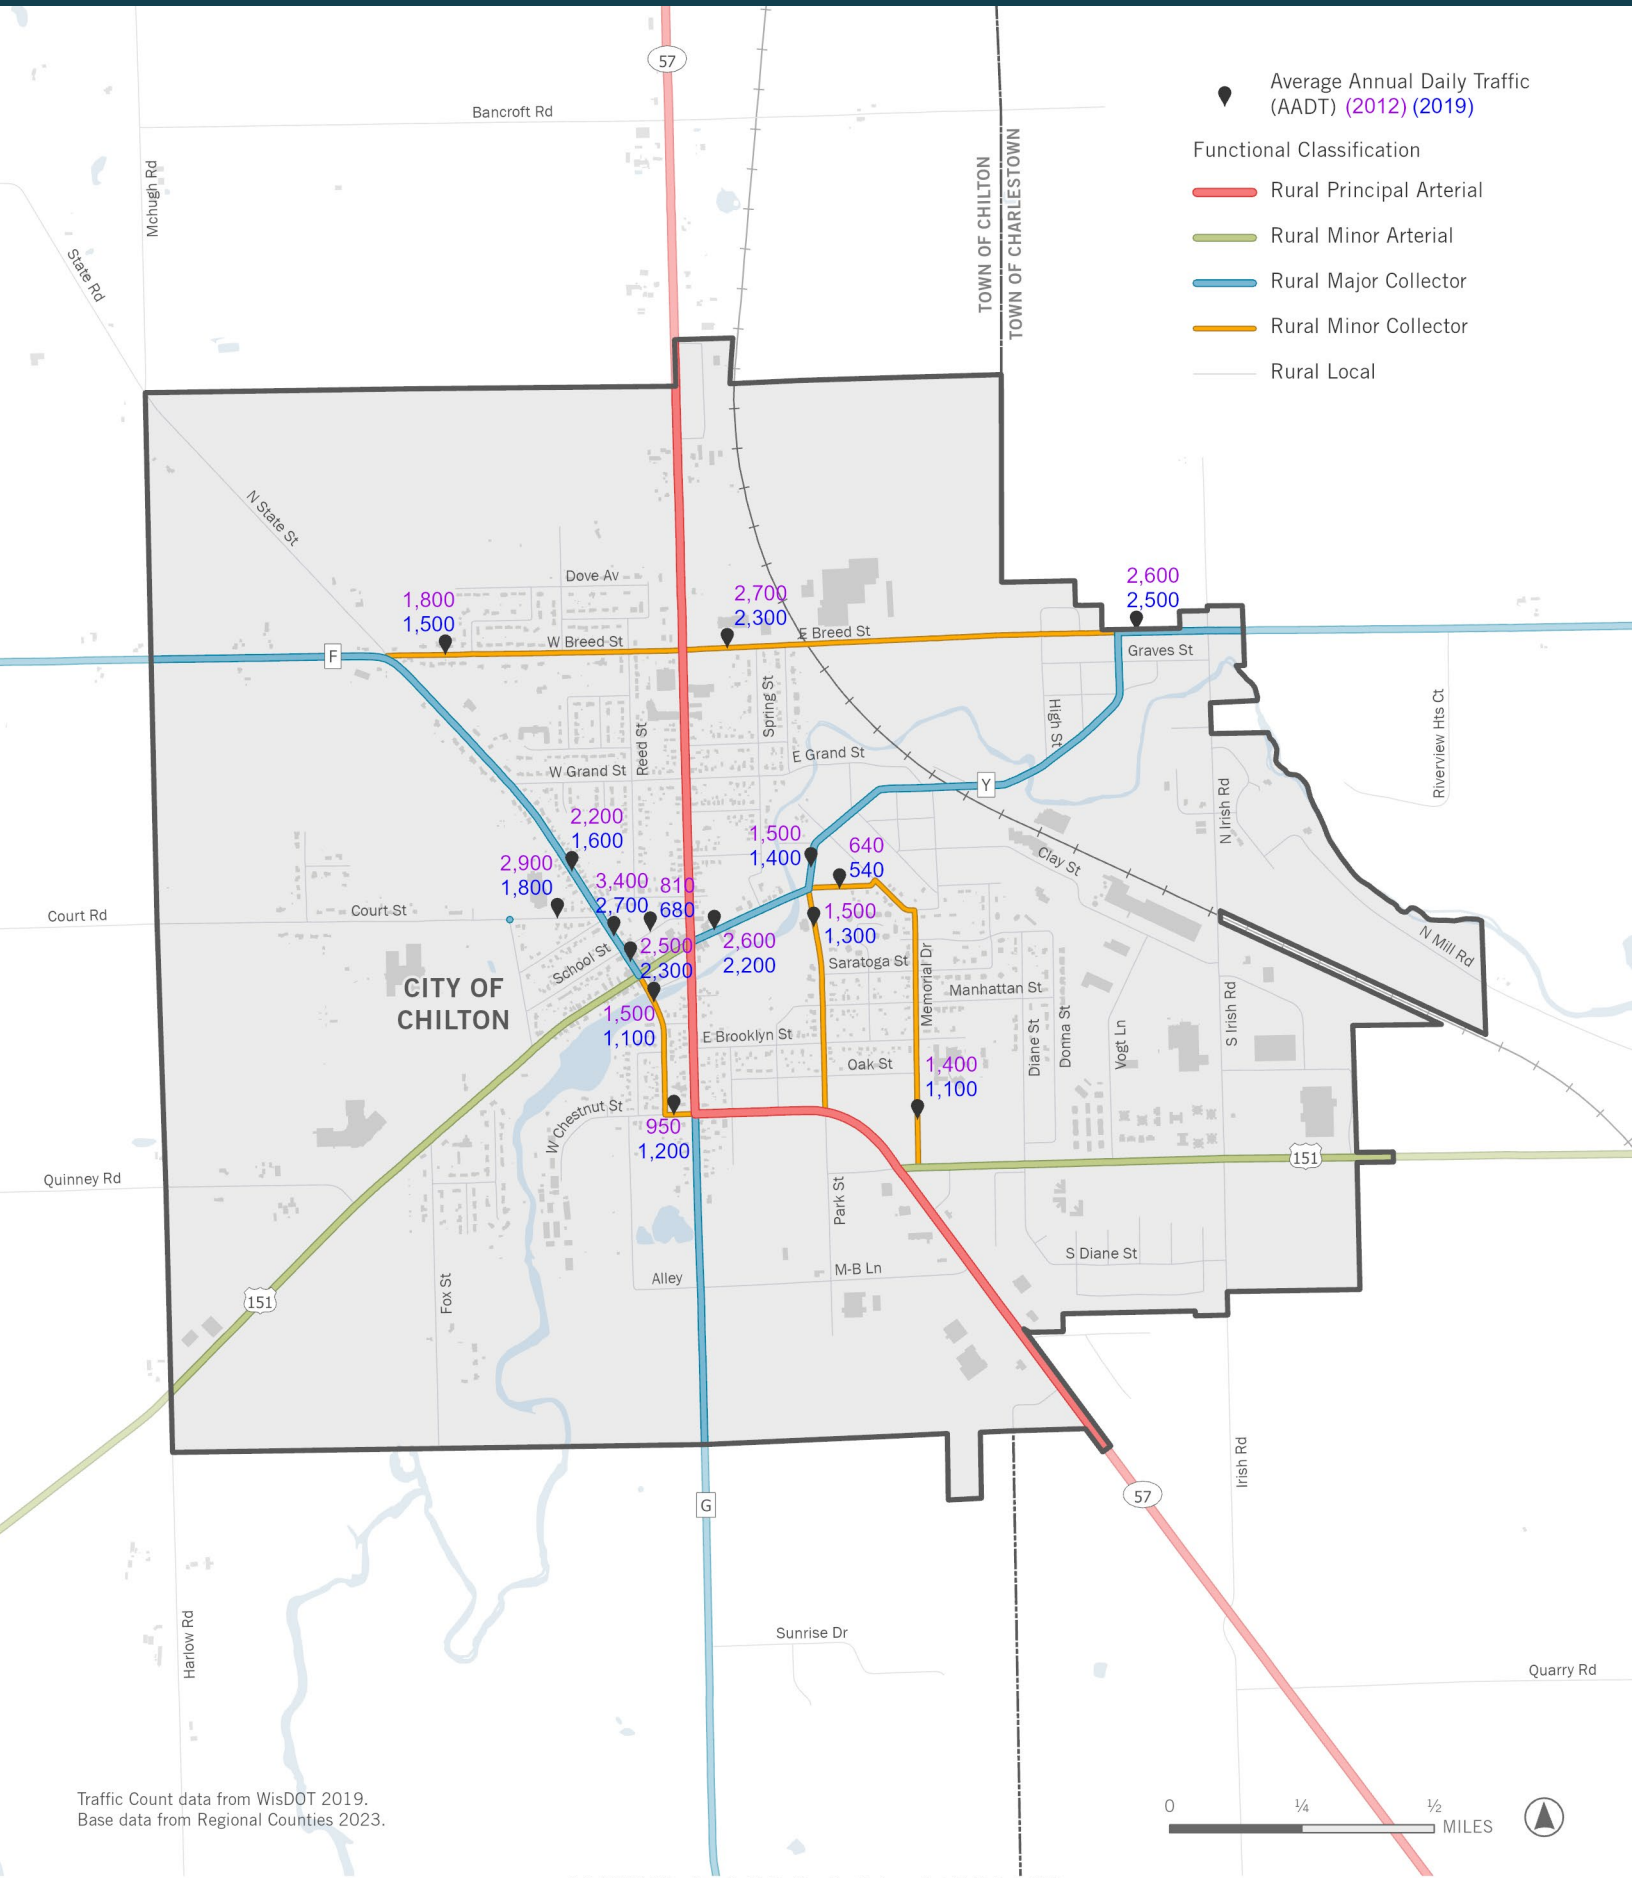 57
Bancroft Rd
Mchugh Rd
State Rd
TOWN OF CHILTON
TOWN OF CHARLESTOWN
Average Annual Daily Traffic
(AADT) (2012) (2019)
Functional Classification
Rural Principal Arterial
Rural Minor Arterial
Rural Major Collector
Rural Minor Collector
Rural Local
N State St
Dove Av
1,800
1,500
2,700
2,300
2,600
2,500
W Breed St
E Breed St
F
Graves St
Spring St
Reed St
High St
Riverview Hts Ct
W Grand St
E Grand St
Y
N Irish Rd
2,200
1,600
1,500
1,400
640
540
Clay St
2,900
1,800
3,400
2,700
810
680
Court Rd
Court St
1,500
1,300
2,500
2,300
2,600
2,200
School St
Saratoga St
Memorial Dr
Manhattan St
N Mill Rd
CITY OF
CHILTON
1,500
1,100
E Brooklyn St
Oak St
Diane St
Donna St
Vogt Ln
S Irish Rd
1,400
1,100
W Chestnut St
950
1,200
151
Quinney Rd
Park St
S Diane St
Alley
M-B Ln
Fox St
151
Irish Rd
G
57
Harlow Rd
Sunrise Dr
Quarry Rd
Traffic Count data from WisDOT 2019.
Base data from Regional Counties 2023.
0 ¼ ½
MILES